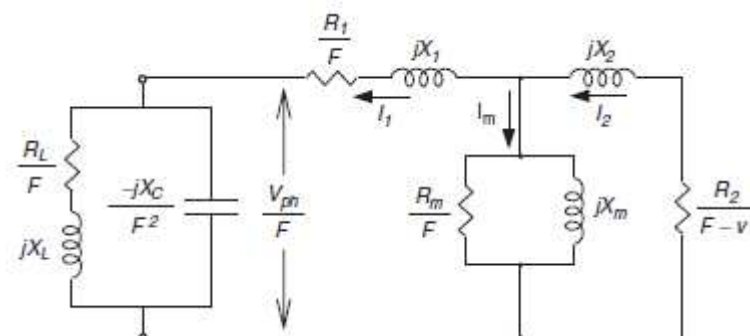 R1/F
jX1
jX2
I1
Im
I2
RL/F
-jXC/F2
Vph/F
Rm/F
jXm
R2/F-v
jXL